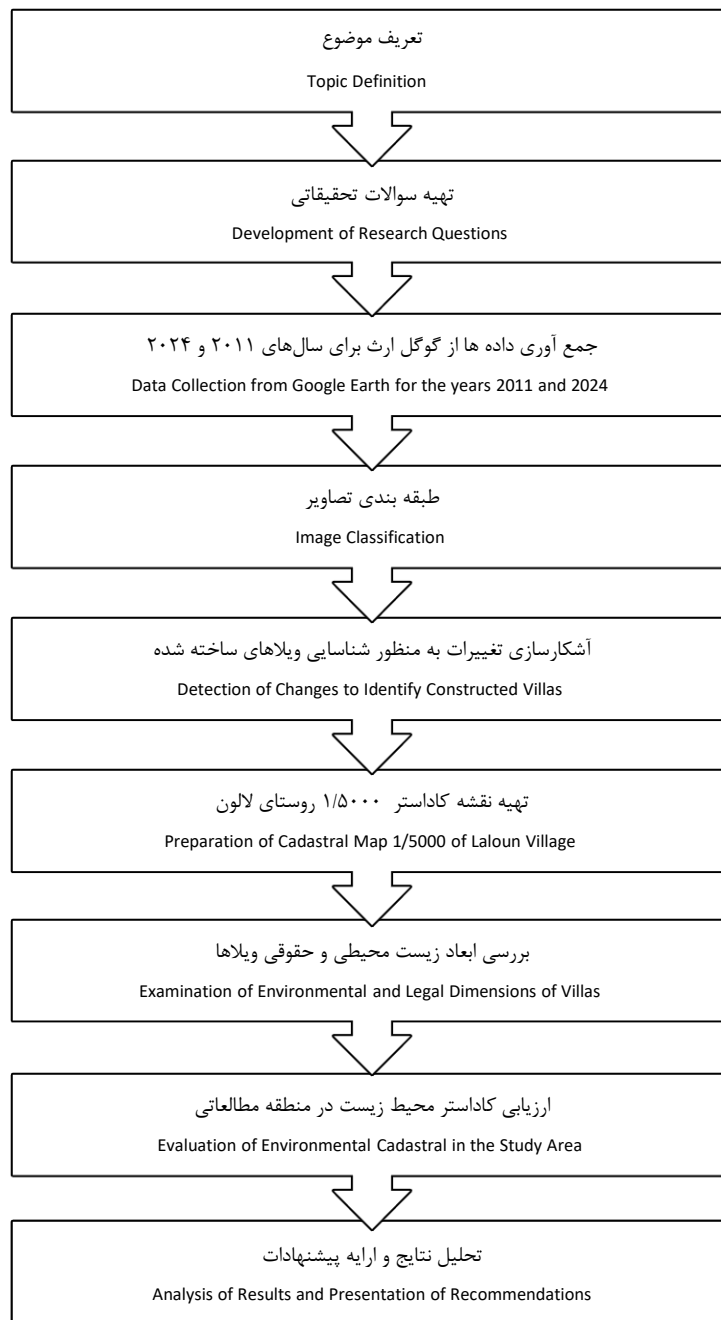 تعریف موضوع
Topic Definition
تهیه سوالات تحقیقاتی
Development of Research Questions
جمع آوری داده ها از گوگل ارث برای سال‌های ۲۰۱۱ و ۲۰۲۴
Data Collection from Google Earth for the years 2011 and 2024
طبقه بندی تصاویر
Image Classification
آشکارسازی تغییرات به منظور شناسایی ویلاهای ساخته شده
Detection of Changes to Identify Constructed Villas
تهیه نقشه کاداستر ۱/۵۰۰۰ روستای لالون
Preparation of Cadastral Map 1/5000 of Laloun Village
بررسی ابعاد زیست محیطی و حقوقی ویلاها
Examination of Environmental and Legal Dimensions of Villas
ارزیابی کاداستر محیط زیست در منطقه مطالعاتی
Evaluation of Environmental Cadastral in the Study Area
تحلیل نتایج و ارایه پیشنهادات
Analysis of Results and Presentation of Recommendations